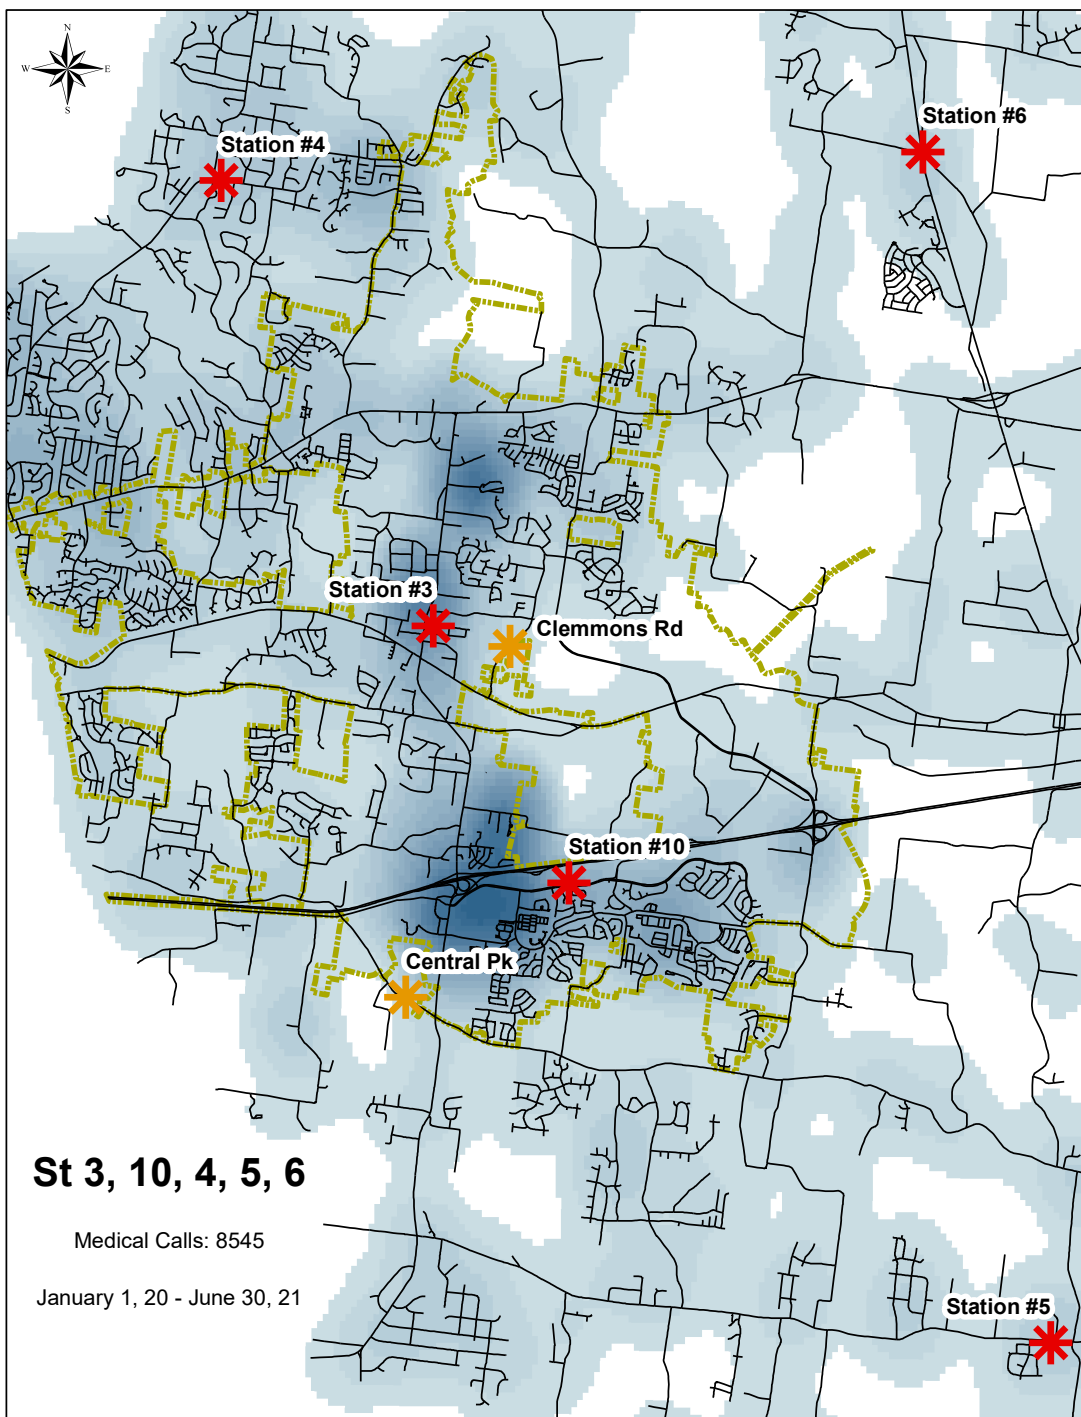 N
W E
S
Station #4
Station #6
Station #3
Clemmons Rd
Station #10
Central Pk
St 3, 10, 4, 5, 6
Medical Calls: 8545
January 1, 20 - June 30, 21
Station #5